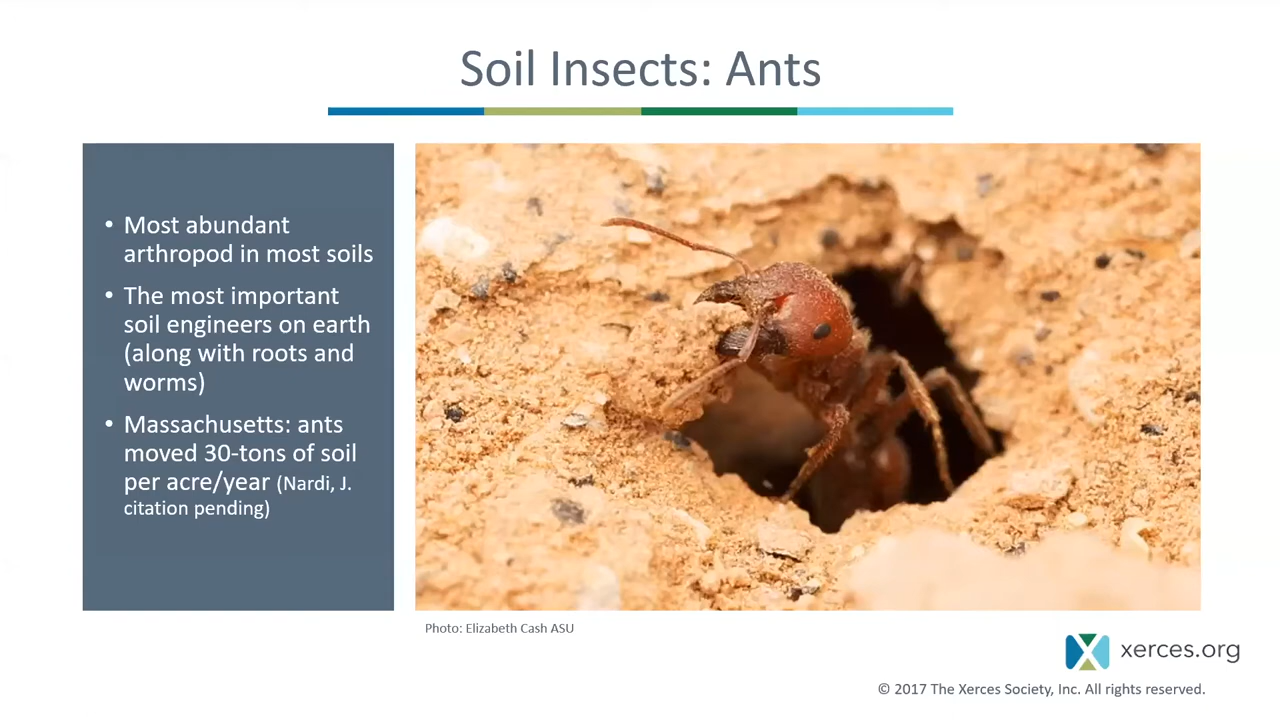 Soil Insects: Ants
• Most abundant
arthropod in most soils
• The most important
soil engineers on earth
(along with roots and
worms)
• Massachusetts: ants
moved 30-tons of soil
per acre/year (Nardi, J.
citation pending)
Photo: Elizabeth Cash ASU
xerces.org
© 2017 The Xerces Society, Inc. All rights reserved.